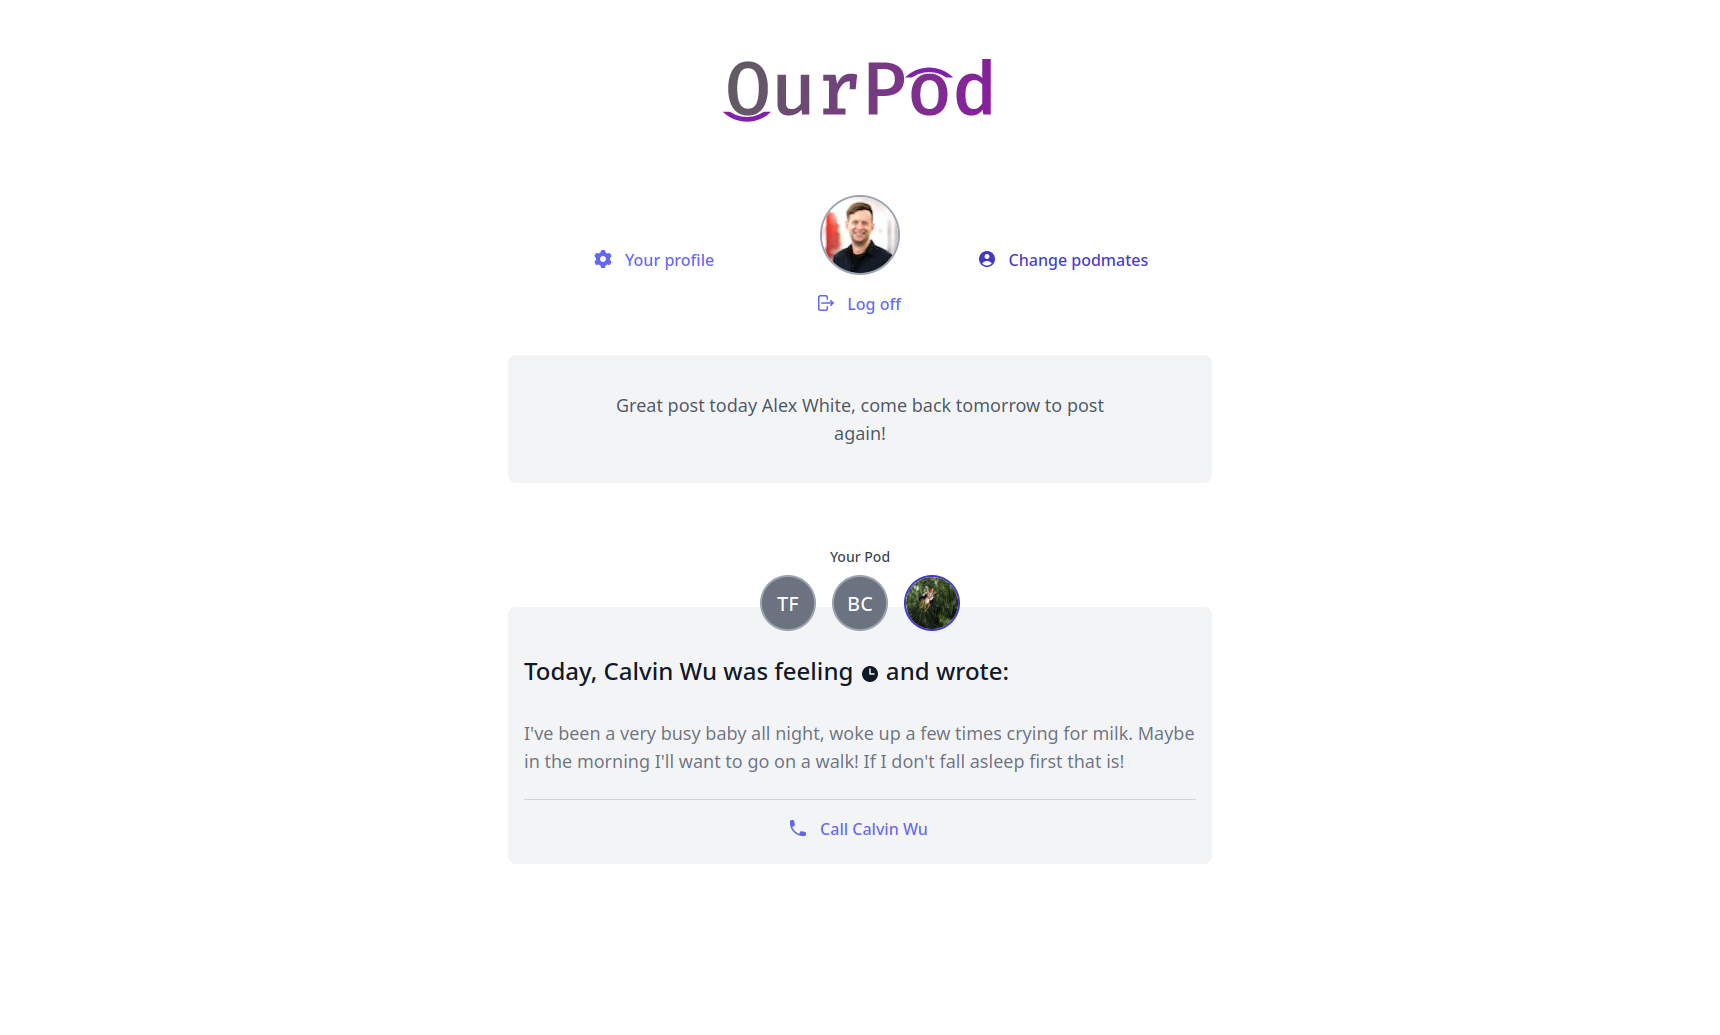 OurPod
Your profile
Change podmates
Log off
Great post today Alex White, come back tomorrow to post
again!
Your Pod
TF BC
Today, Calvin Wu was feeling and wrote:
I've been a very busy baby all night, woke up a few times crying for milk. Maybe
in the morning I'll want to go on a walk! If I don't fall asleep first that is!
Call Calvin Wu